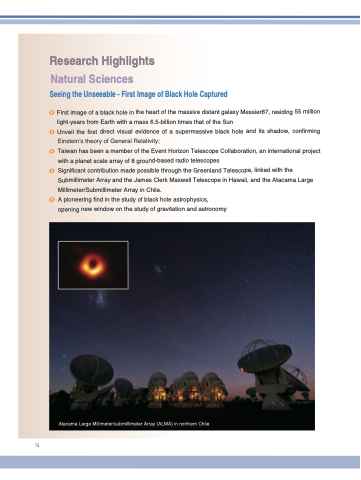 Research Highlights
Natural Sciences
Seeing the Unseeable - First Image of Black Hole Captured
First image of a black hole in the heart of the massive distant galaxy Messier87, residing 55 million
light-years from Earth with a mass 6.5-billion times that of the Sun
Unveil the first direct visual evidence of a supermassive black hole and its shadow, confirming
Einstein's theory of General Relativity;
Taiwan has been a member of the Event Horizon Telescope Collaboration, an international project
with a planet scale array of 8 ground-based radio telescopes
Significant contribution made possible through the Greenland Telescope, linked with the
Submillimeter Array and the James Clerk Maxwell Telescope in Hawaii, and the Atacama Large
Millimeter/Submillimeter Array in Chile.
A pioneering find in the study of black hole astrophysics,
opening new window on the study of gravitation and astronomy
Atacama Large Millimeter/submillimeter Array (ALMA) in northern Chile
14